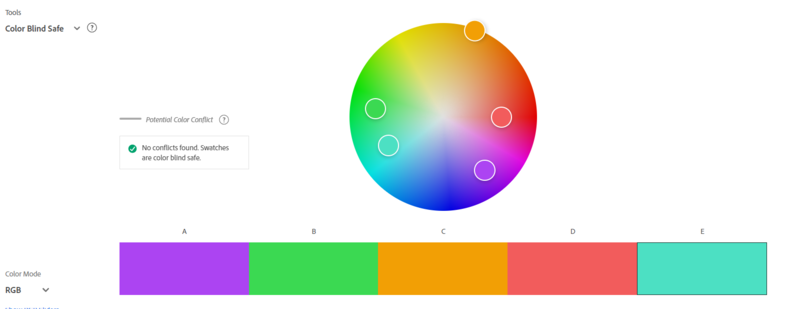 Tools
Color Blind Safe
?
Potential Color Conflict ?
No conflicts found. Swatches
are color blind safe.
A B C D E
Color Mode
RGB